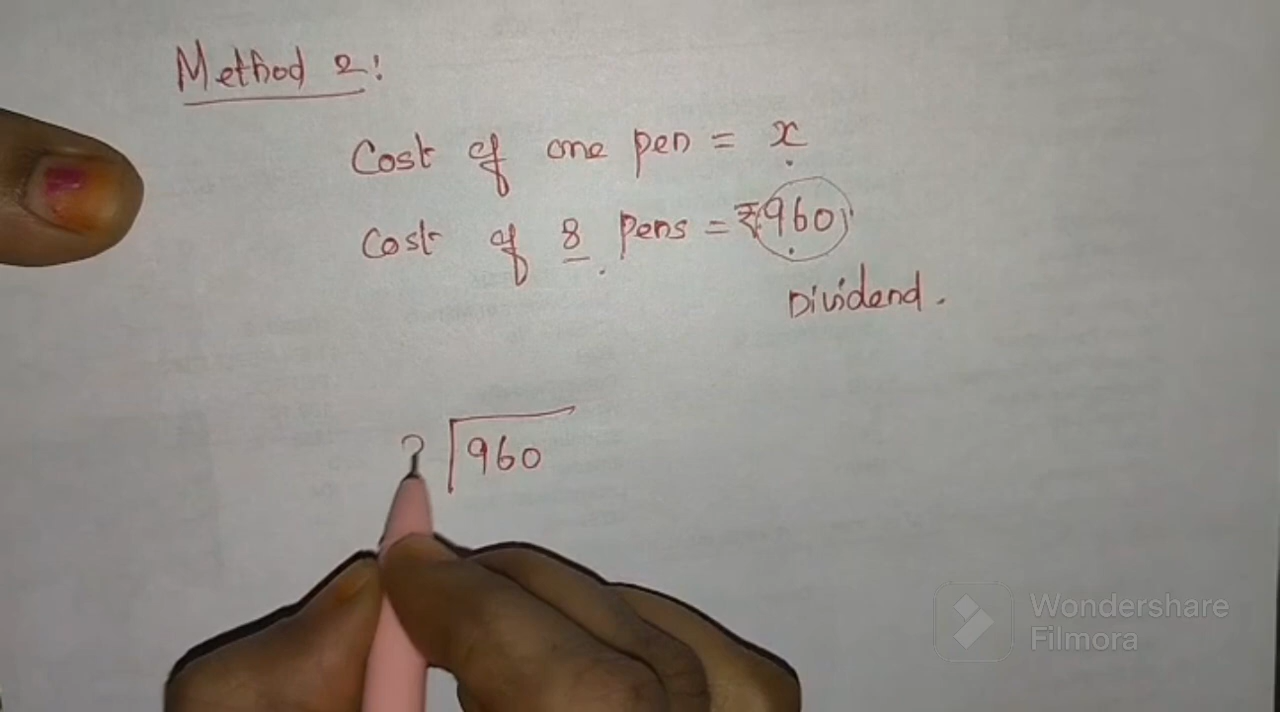 Method 2:
Cost of one pen = x
Cost of 8 pens = ₹960
Dividend.
960
Wondershare
Filmora